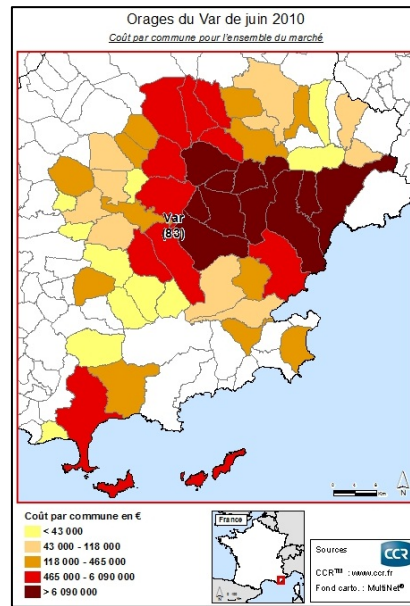 Orages du Var de juin 2010
Coût par commune pour l'ensemble du marché
Var
(83)
Coût par commune en €
< 43 000
43 000 - 118 000
118 000 - 465 000
465 000 - 6 090 000
> 6 090 000
France
Sources
CCR
CCR™ : www.ccr.fr
Fond carto. : MultiNet®
N